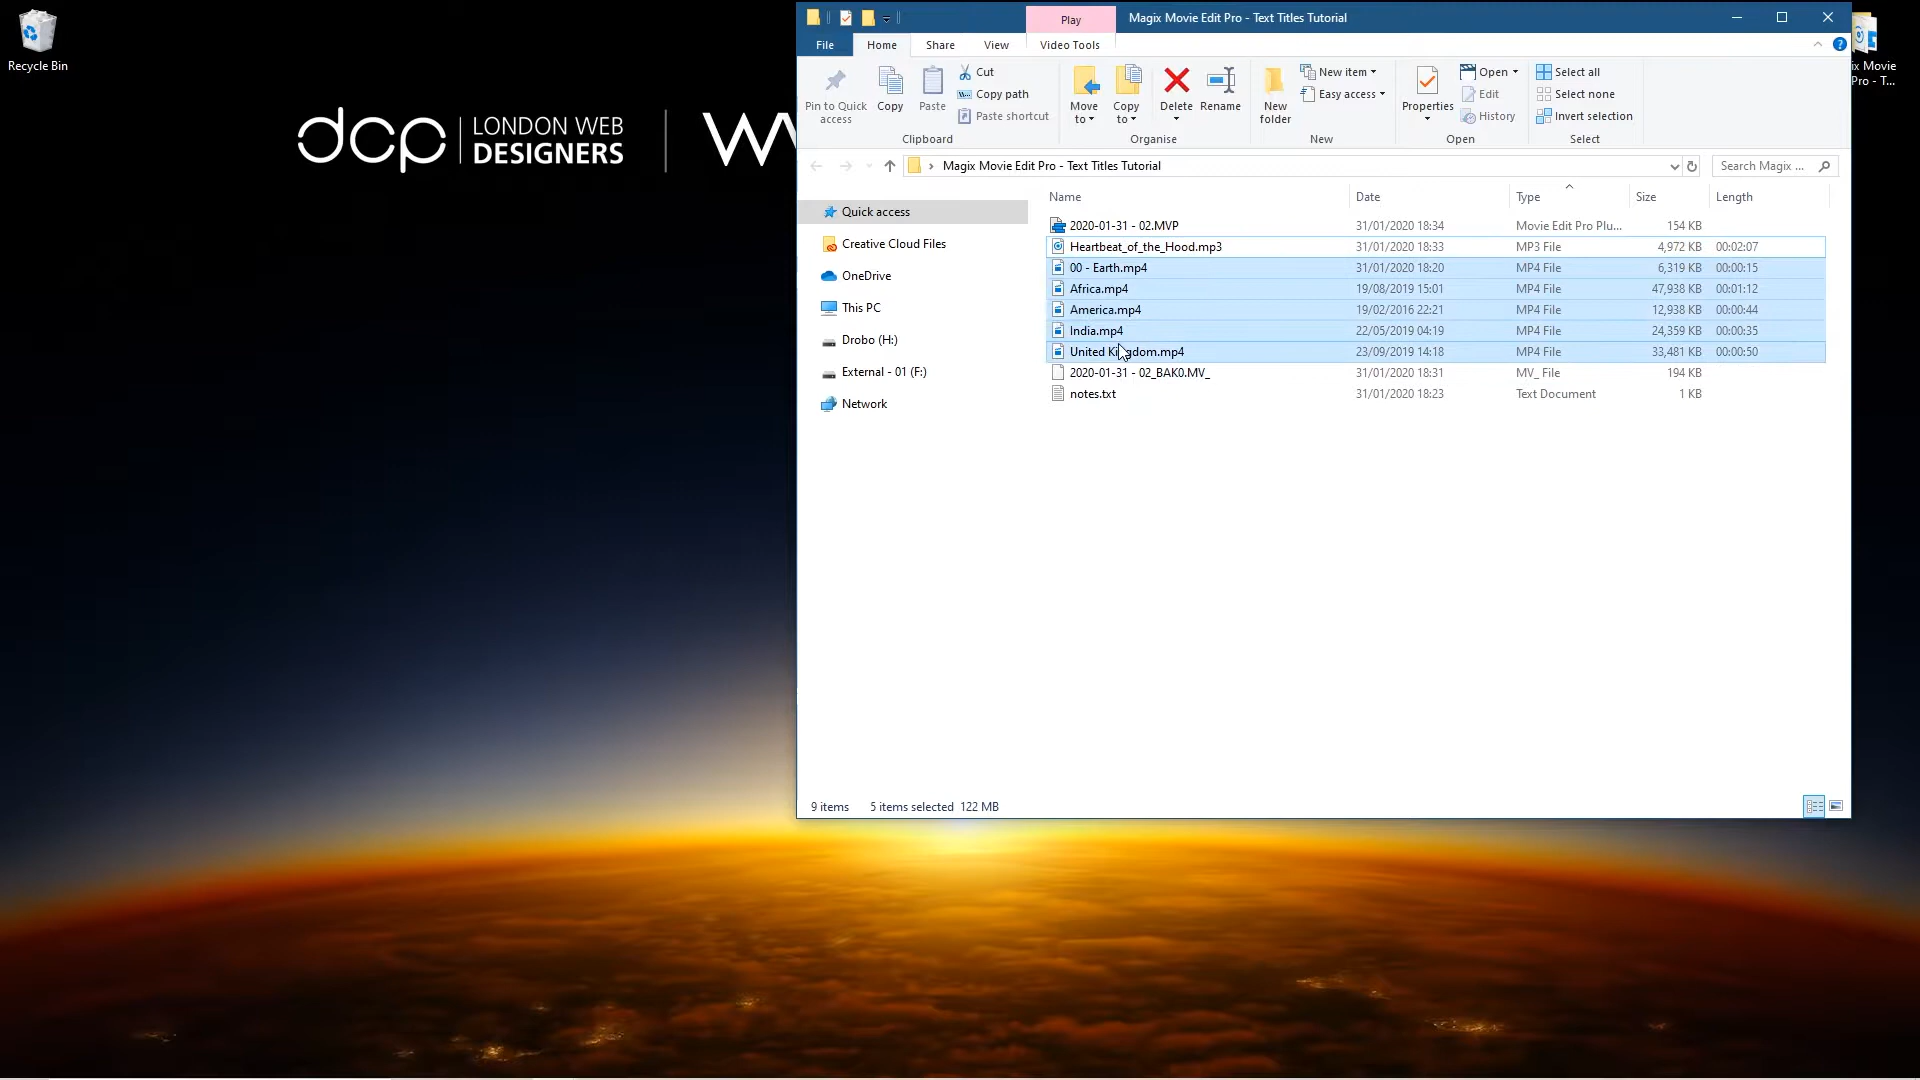 Recycle Bin
dcp | LONDON WEB DESIGNERS
Play
Magix Movie Edit Pro - Text Titles Tutorial
File
Home
Share
View
Video Tools
Pin to Quick access
Copy
Paste
Cut
Copy path
Paste shortcut
Clipboard
Move to
Copy to
Delete
Rename
Organise
New folder
New item
Easy access
New
Properties
Open
Edit
History
Open
Select all
Select none
Invert selection
Select
Magix Movie Edit Pro - Text Titles Tutorial
Search Magix ...
Quick access
Creative Cloud Files
OneDrive
This PC
Drobo (H:)
External - 01 (F:)
Network
Name Date Type Size Length
2020-01-31 - 02.MVP 31/01/2020 18:34 Movie Edit Pro Plu... 154 KB
Heartbeat_of_the_Hood.mp3 31/01/2020 18:33 MP3 File 4,972 KB 00:02:07
00 - Earth.mp4 31/01/2020 18:20 MP4 File 6,319 KB 00:00:15
Africa.mp4 19/08/2019 15:01 MP4 File 47,938 KB 00:01:12
America.mp4 19/02/2016 22:21 MP4 File 12,938 KB 00:00:44
India.mp4 22/05/2019 04:19 MP4 File 24,359 KB 00:00:35
United Kingdom.mp4 23/09/2019 14:18 MP4 File 33,481 KB 00:00:50
2020-01-31 - 02_BAK0.MV_ 31/01/2020 18:31 MV_ File 194 KB
notes.txt 31/01/2020 18:23 Text Document 1 KB
9 items 5 items selected 122 MB
Movie
Pro - T...